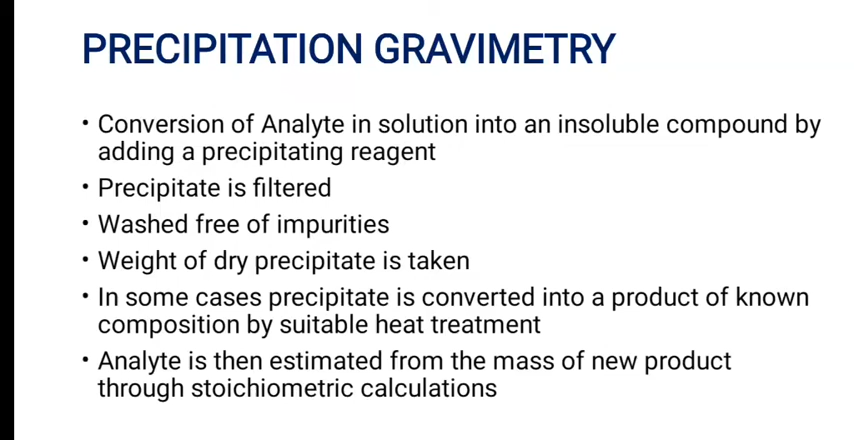 PRECIPITATION GRAVIMETRY
• Conversion of Analyte in solution into an insoluble compound by
adding a precipitating reagent
• Precipitate is filtered
• Washed free of impurities
• Weight of dry precipitate is taken
• In some cases precipitate is converted into a product of known
composition by suitable heat treatment
• Analyte is then estimated from the mass of new product
through stoichiometric calculations